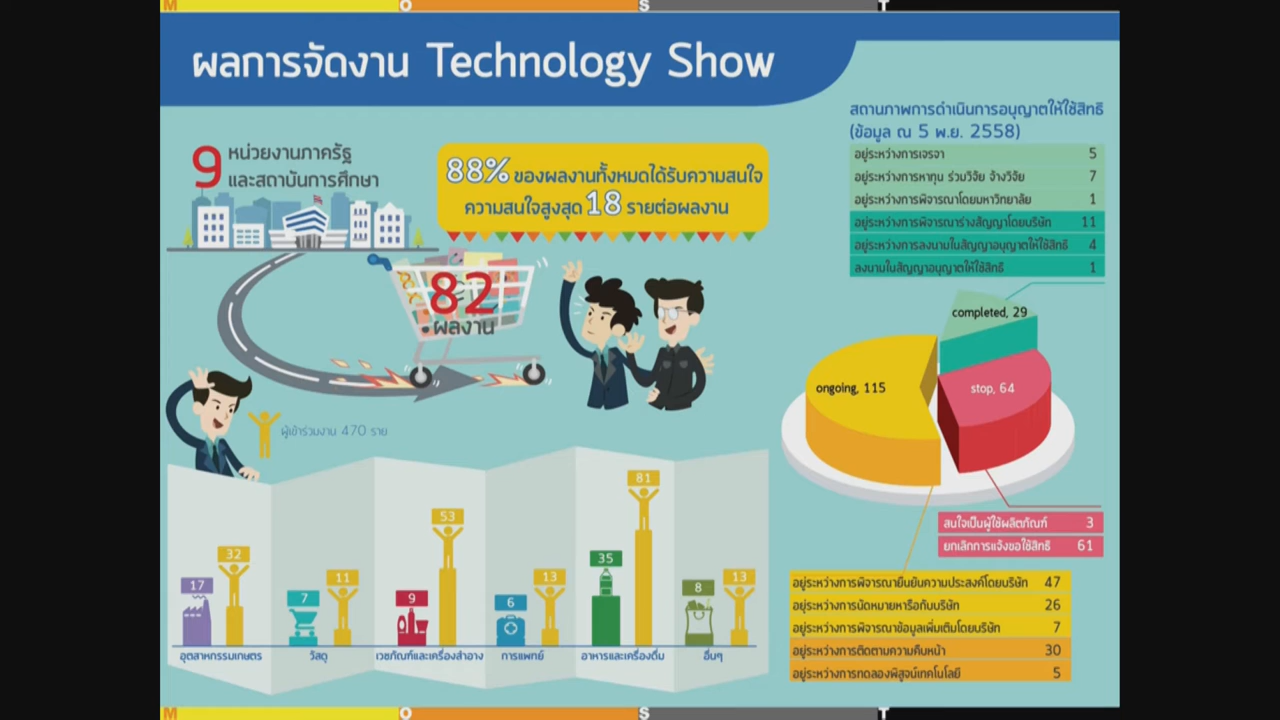 M O S T
ผลการจัดงาน Technology Show
9 หน่วยงานภาครัฐ
และสถาบันการศึกษา
88% ของผลงานทั้งหมดได้รับความสนใจ
ความสนใจสูงสุด 18 รายต่อผลงาน
82
ผลงาน
ผู้เข้าร่วมงาน 470 ราย
17 32 7 11 9 53 6 13 35 81 8 13
อุตสาหกรรมเกษตร วัสดุ เวชภัณฑ์และเครื่องสำอาง การแพทย์ อาหารและเครื่องดื่ม อื่นๆ
สถานภาพการดำเนินการอนุญาตให้ใช้สิทธิ
(ข้อมูล ณ 5 พ.ย. 2558)
อยู่ระหว่างการเจรจา 5
อยู่ระหว่างการหาทุน ร่วมวิจัย จ้างวิจัย 7
อยู่ระหว่างการพิจารณาโดยมหาวิทยาลัย 1
อยู่ระหว่างการพิจารณาร่างสัญญาโดยบริษัท 11
อยู่ระหว่างการลงนามในสัญญาอนุญาตให้ใช้สิทธิ 4
ลงนามในสัญญาอนุญาตให้ใช้สิทธิ 1
completed, 29
ongoing, 115
stop, 64
สนใจเป็นผู้ใช้ผลิตภัณฑ์ 3
ยกเลิกการแจ้งขอใช้สิทธิ 61
อยู่ระหว่างการพิจารณายืนยันความประสงค์โดยบริษัท 47
อยู่ระหว่างการนัดหมายหารือกับบริษัท 26
อยู่ระหว่างการพิจารณาข้อมูลเพิ่มเติมโดยบริษัท 7
อยู่ระหว่างการติดตามความคืบหน้า 30
อยู่ระหว่างการทดลองพิสูจน์เทคโนโลยี 5
M O S T